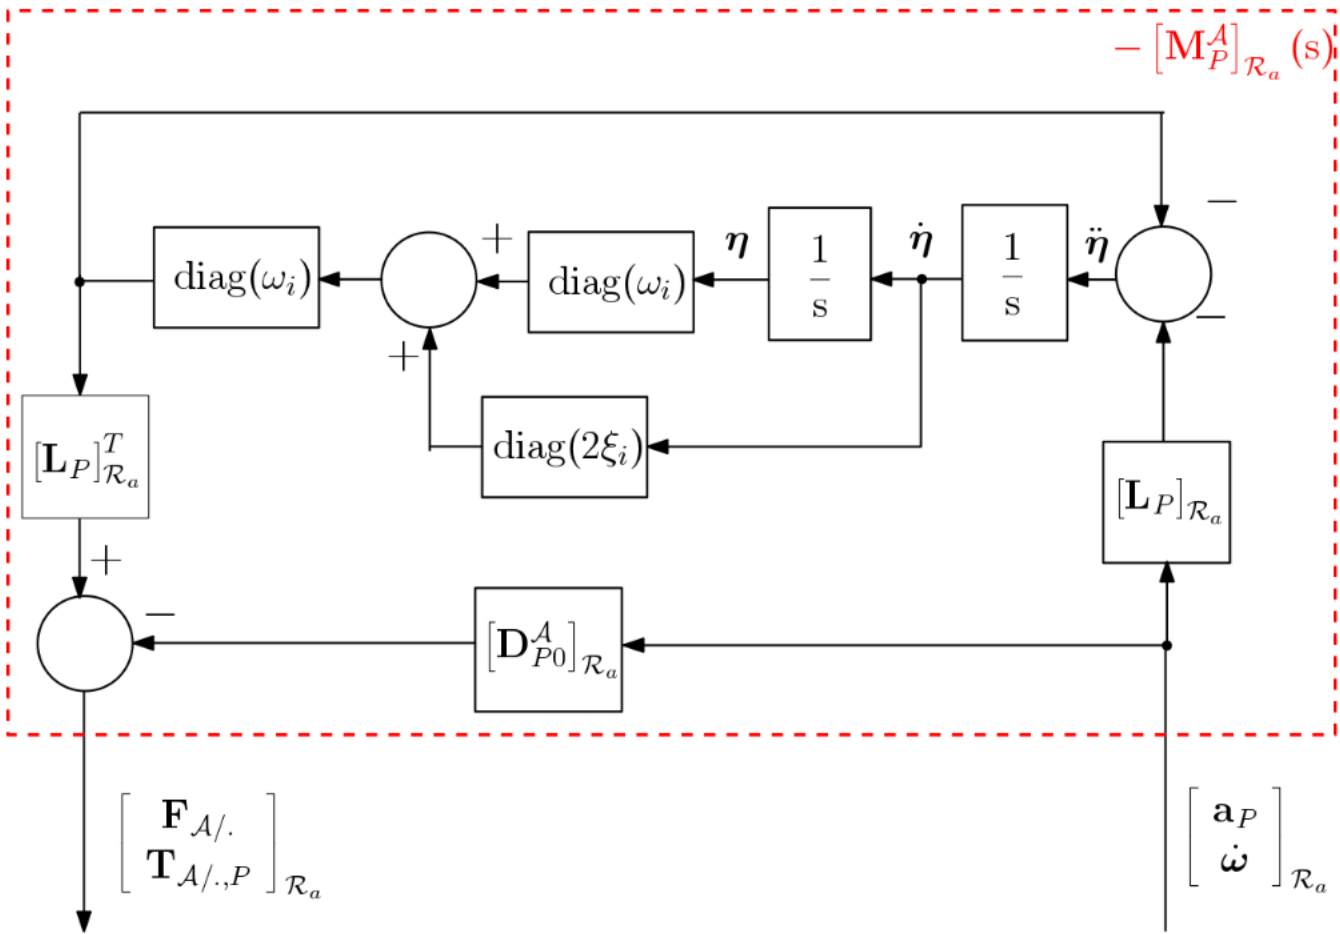 − [M_P^𝒜]_{ℛ_a} (s)
−
+ η η̇ η̈
diag(ω_i) diag(ω_i) 1/s 1/s
−
+
diag(2ξ_i)
[L_P]^T_{ℛ_a} [L_P]_{ℛ_a}
+
−
[D_{P0}^𝒜]_{ℛ_a}
[F_{𝒜/.} T_{𝒜/.,P}]_{ℛ_a} [a_P ω̇]_{ℛ_a}